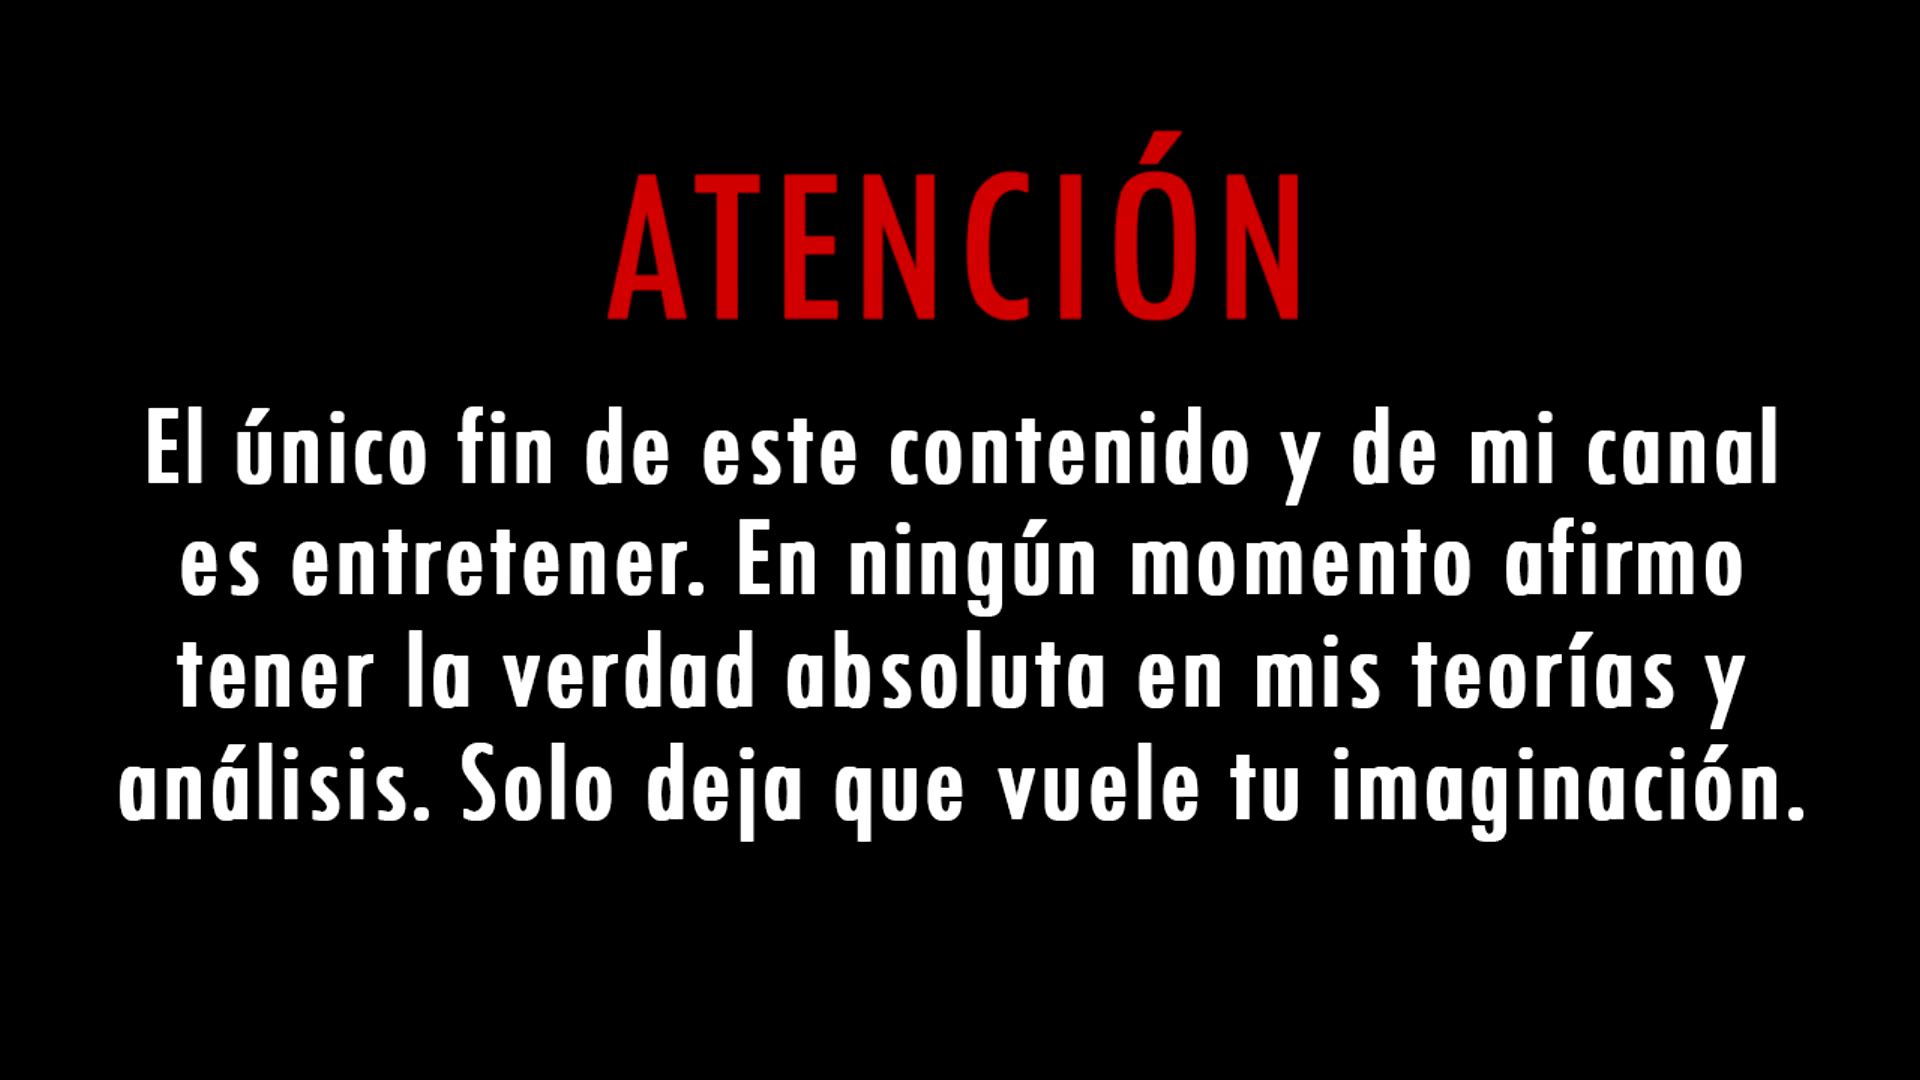 ATENCIÓN
El único fin de este contenido y de mi canal
es entretener. En ningún momento afirmo
tener la verdad absoluta en mis teorías y
análisis. Solo deja que vuele tu imaginación.